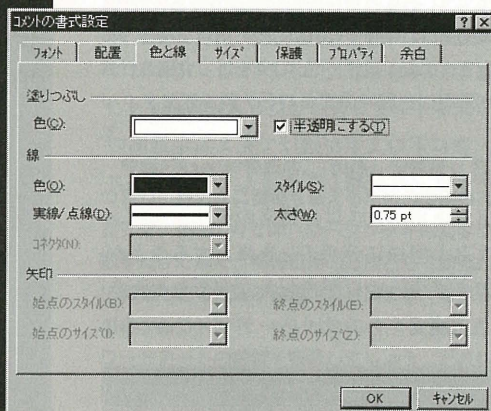 コメントの書式設定
フォント 配置 色と線 サイズ 保護 プロパティ 余白
塗りつぶし
色(C): 半透明にする(T)
線
色(O): スタイル(S):
実線/点線(D): 太さ(W): 0.75 pt
コネクタ(N):
矢印
始点のスタイル(B): 終点のスタイル(E):
始点のサイズ(I): 終点のサイズ(Z):
OK キャンセル